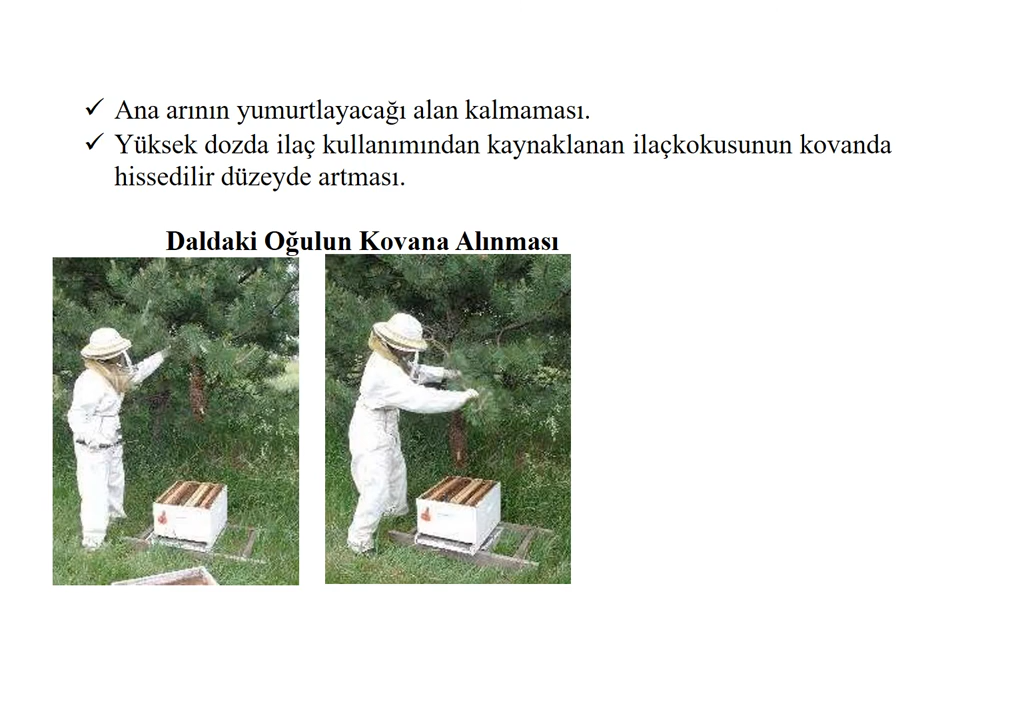 ✓ Ana arının yumurtlayacağı alan kalmaması.
✓ Yüksek dozda ilaç kullanımından kaynaklanan ilaçkokusunun kovanda
hissedilir düzeyde artması.
Daldaki Oğulun Kovana Alınması